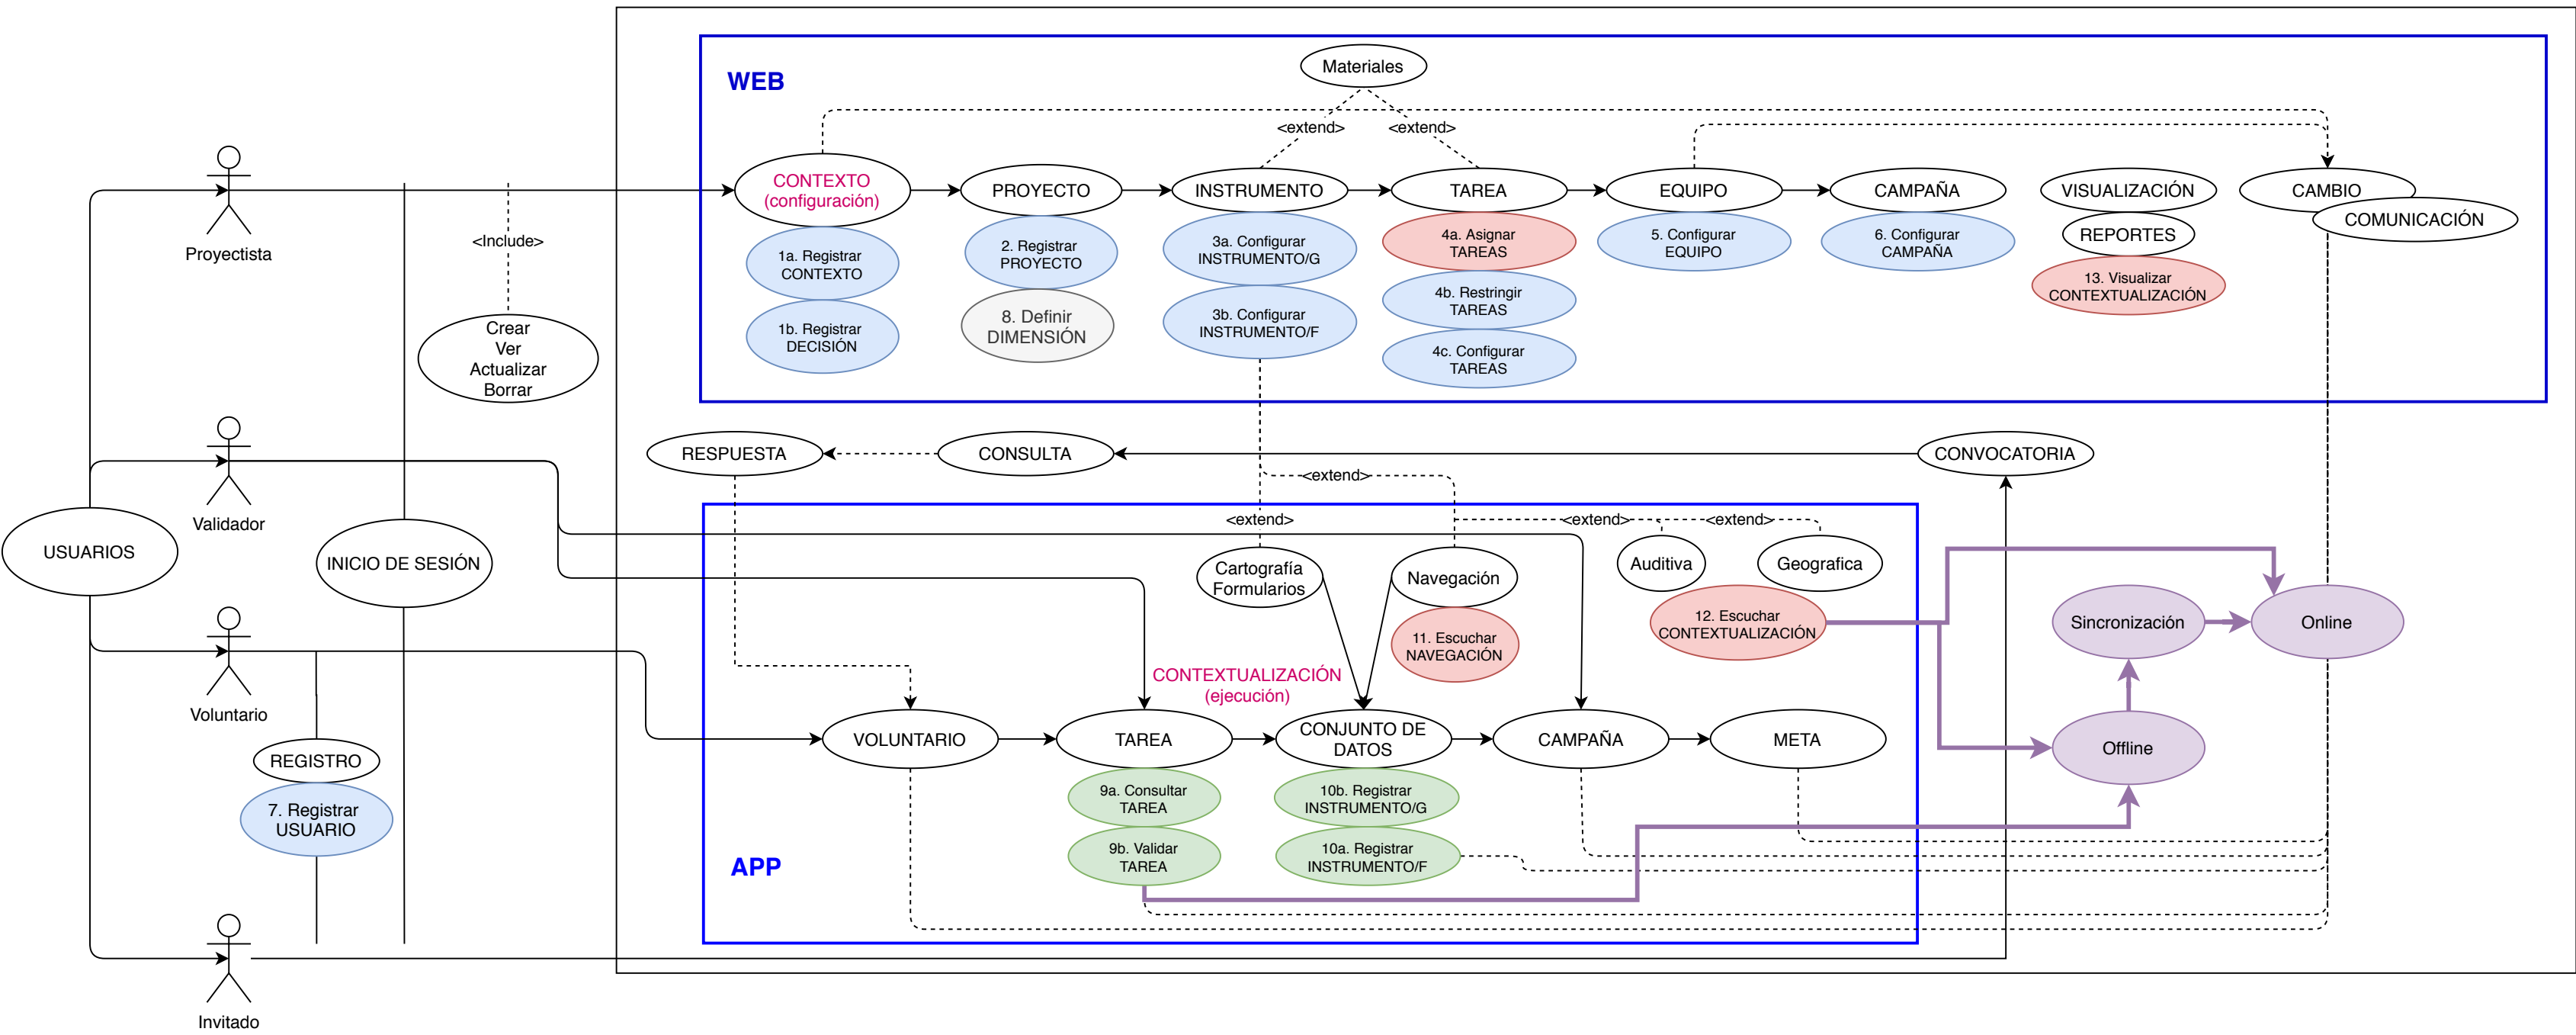 WEB
Materiales
<extend>
<extend>
CONTEXTO
(configuración)
PROYECTO
INSTRUMENTO
TAREA
EQUIPO
CAMPAÑA
VISUALIZACIÓN
CAMBIO
COMUNICACIÓN
REPORTES
Proyectista
<Include>
1a. Registrar
CONTEXTO
2. Registrar
PROYECTO
3a. Configurar
INSTRUMENTO/G
4a. Asignar
TAREAS
5. Configurar
EQUIPO
6. Configurar
CAMPAÑA
13. Visualizar
CONTEXTUALIZACIÓN
1b. Registrar
DECISIÓN
8. Definir
DIMENSIÓN
3b. Configurar
INSTRUMENTO/F
4b. Restringir
TAREAS
4c. Configurar
TAREAS
Crear
Ver
Actualizar
Borrar
RESPUESTA
CONSULTA
CONVOCATORIA
<extend>
Validador
<extend>
<extend>
<extend>
USUARIOS
INICIO DE SESIÓN
Cartografía
Formularios
Navegación
Auditiva
Geografica
11. Escuchar
NAVEGACIÓN
12. Escuchar
CONTEXTUALIZACIÓN
Sincronización
Online
CONTEXTUALIZACIÓN
(ejecución)
Voluntario
VOLUNTARIO
TAREA
CONJUNTO DE
DATOS
CAMPAÑA
META
Offline
REGISTRO
7. Registrar
USUARIO
9a. Consultar
TAREA
10b. Registrar
INSTRUMENTO/G
9b. Validar
TAREA
10a. Registrar
INSTRUMENTO/F
APP
Invitado